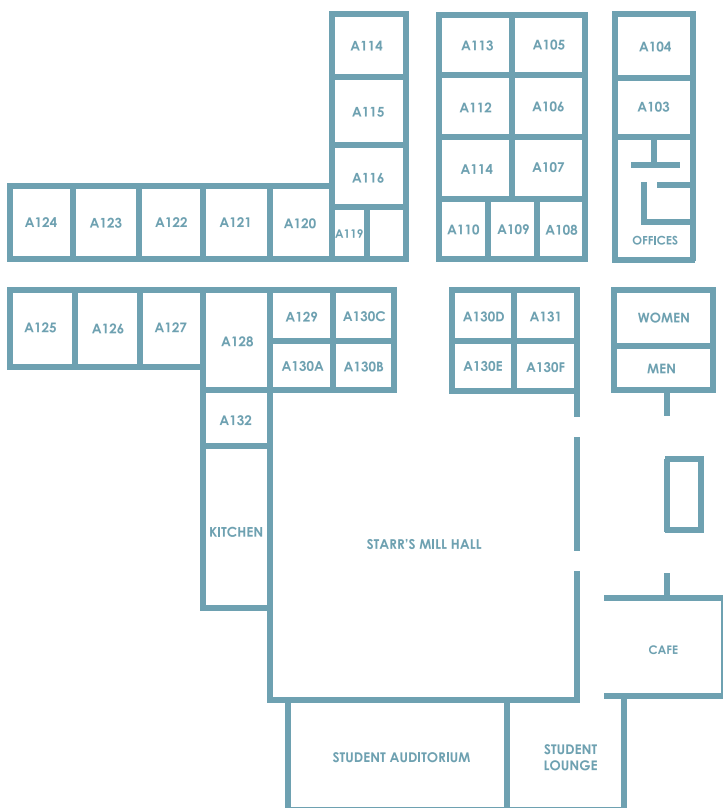 A114
A113
A105
A104
A115
A112
A106
A103
A116
A114
A107
A124
A123
A122
A121
A120
A119
A110
A109
A108
OFFICES
A125
A126
A127
A128
A129
A130C
A130D
A131
WOMEN
A130A
A130B
A130E
A130F
MEN
A132
KITCHEN
STARR'S MILL HALL
CAFE
STUDENT AUDITORIUM
STUDENT
LOUNGE